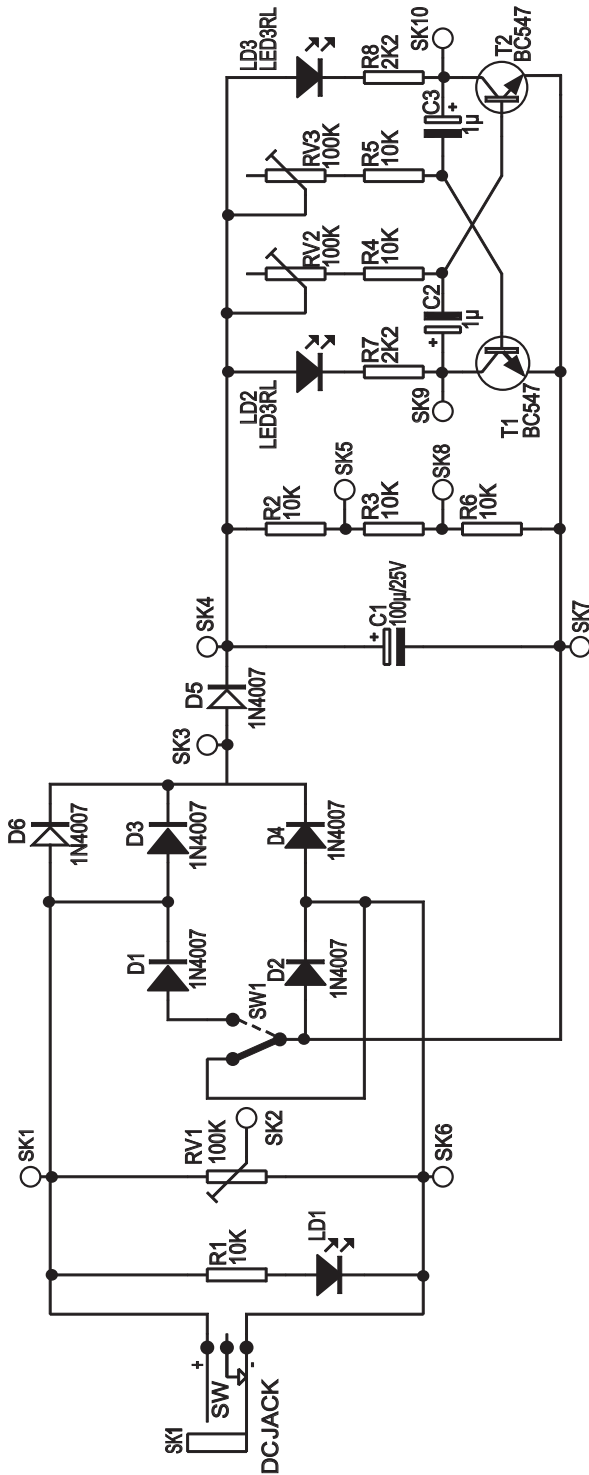 SK1
SW
+
-
DCJACK
R1
10K
LD1
SK1
RV1
100K
SK2
SK6
SW1
D1
1N4007
D2
1N4007
D6
1N4007
D3
1N4007
D4
1N4007
SK3
D5
1N4007
SK4
+
C1
100µ/25V
SK7
R2
10K
SK5
R3
10K
SK8
R6
10K
LD2
LED3RL
R7
2K2
SK9
+
C2
1µ
T1
BC547
RV2
100K
R4
10K
RV3
100K
R5
10K
LD3
LED3RL
R8
2K2
SK10
C3
+
1µ
T2
BC547